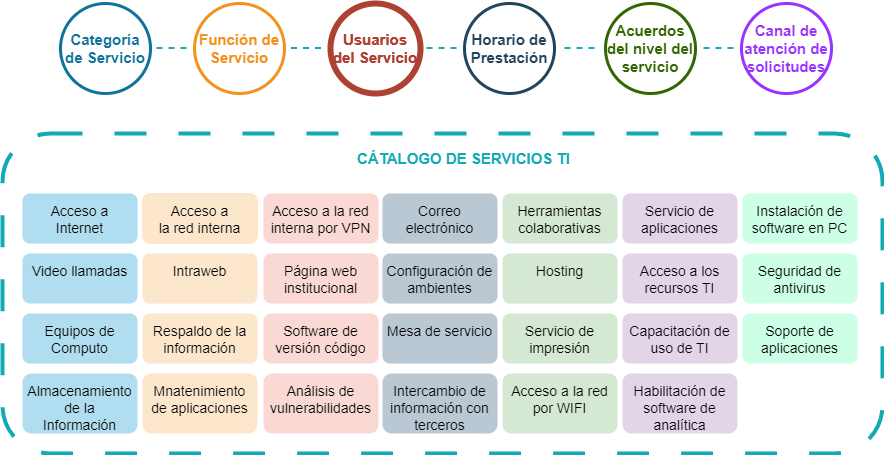 Categoría
de Servicio
Función de
Servicio
Usuarios
del Servicio
Horario de
Prestación
Acuerdos
del nivel del
servicio
Canal de
atención de
solicitudes
CÁTALOGO DE SERVICIOS TI
Acceso a
Internet
Acceso a
la red interna
Acceso a la red
interna por VPN
Correo
electrónico
Herramientas
colaborativas
Servicio de
aplicaciones
Instalación de
software en PC
Video llamadas
Intraweb
Página web
institucional
Configuración de
ambientes
Hosting
Acceso a los
recursos TI
Seguridad de
antivirus
Equipos de
Computo
Respaldo de la
información
Software de
versión código
Mesa de servicio
Servicio de
impresión
Capacitación de
uso de TI
Soporte de
aplicaciones
Almacenamiento
de la
Información
Mnatenimiento
de aplicaciones
Análisis de
vulnerabilidades
Intercambio de
información con
terceros
Acceso a la red
por WIFI
Habilitación de
software de
analítica